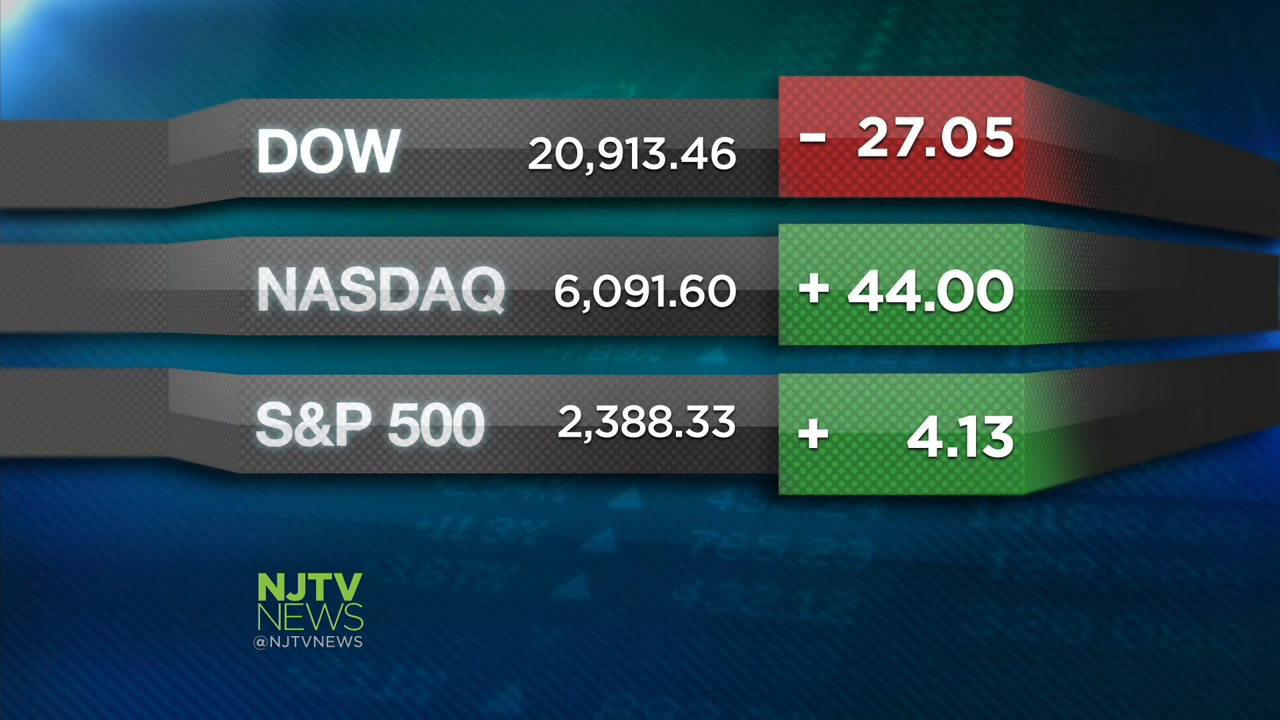 DOW 20,913.46 - 27.05
NASDAQ 6,091.60 + 44.00
S&P 500 2,388.33 + 4.13
NJTV
NEWS
@NJTVNEWS